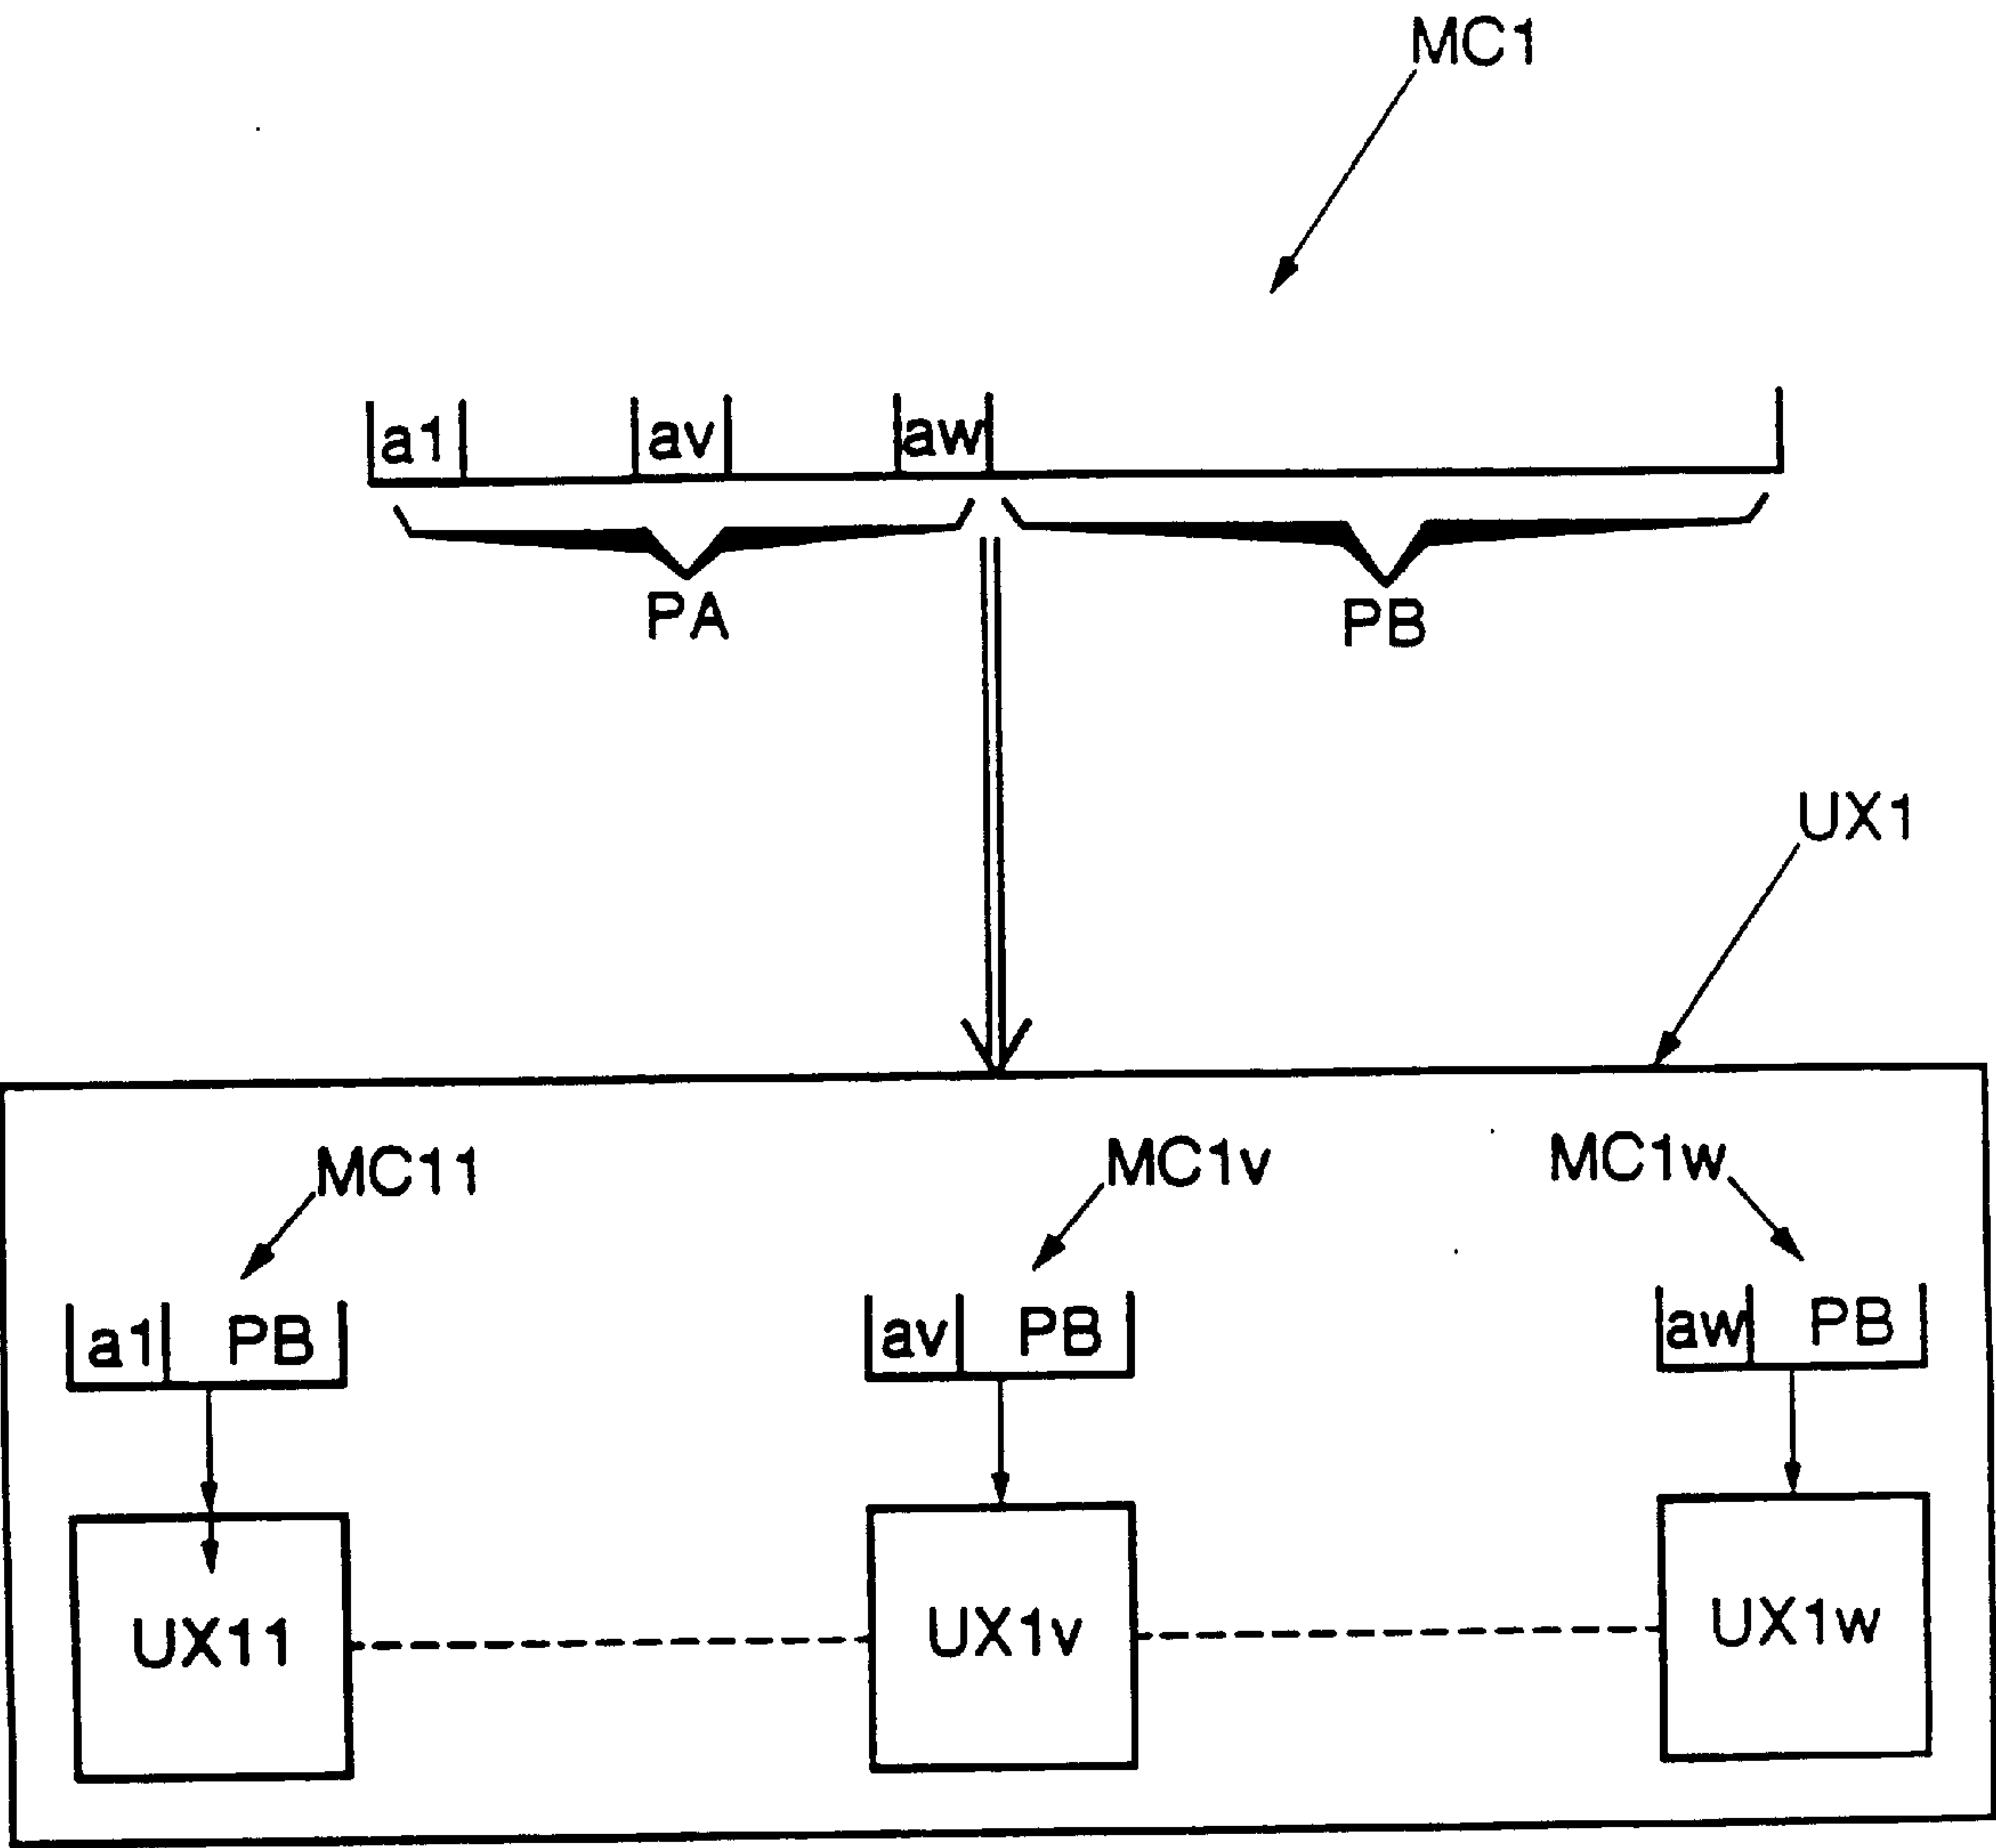 MC1
a1 av aw
PA PB
UX1
MC11 MC1v MC1w
a1 PB av PB aw PB
UX11 UX1v UX1w